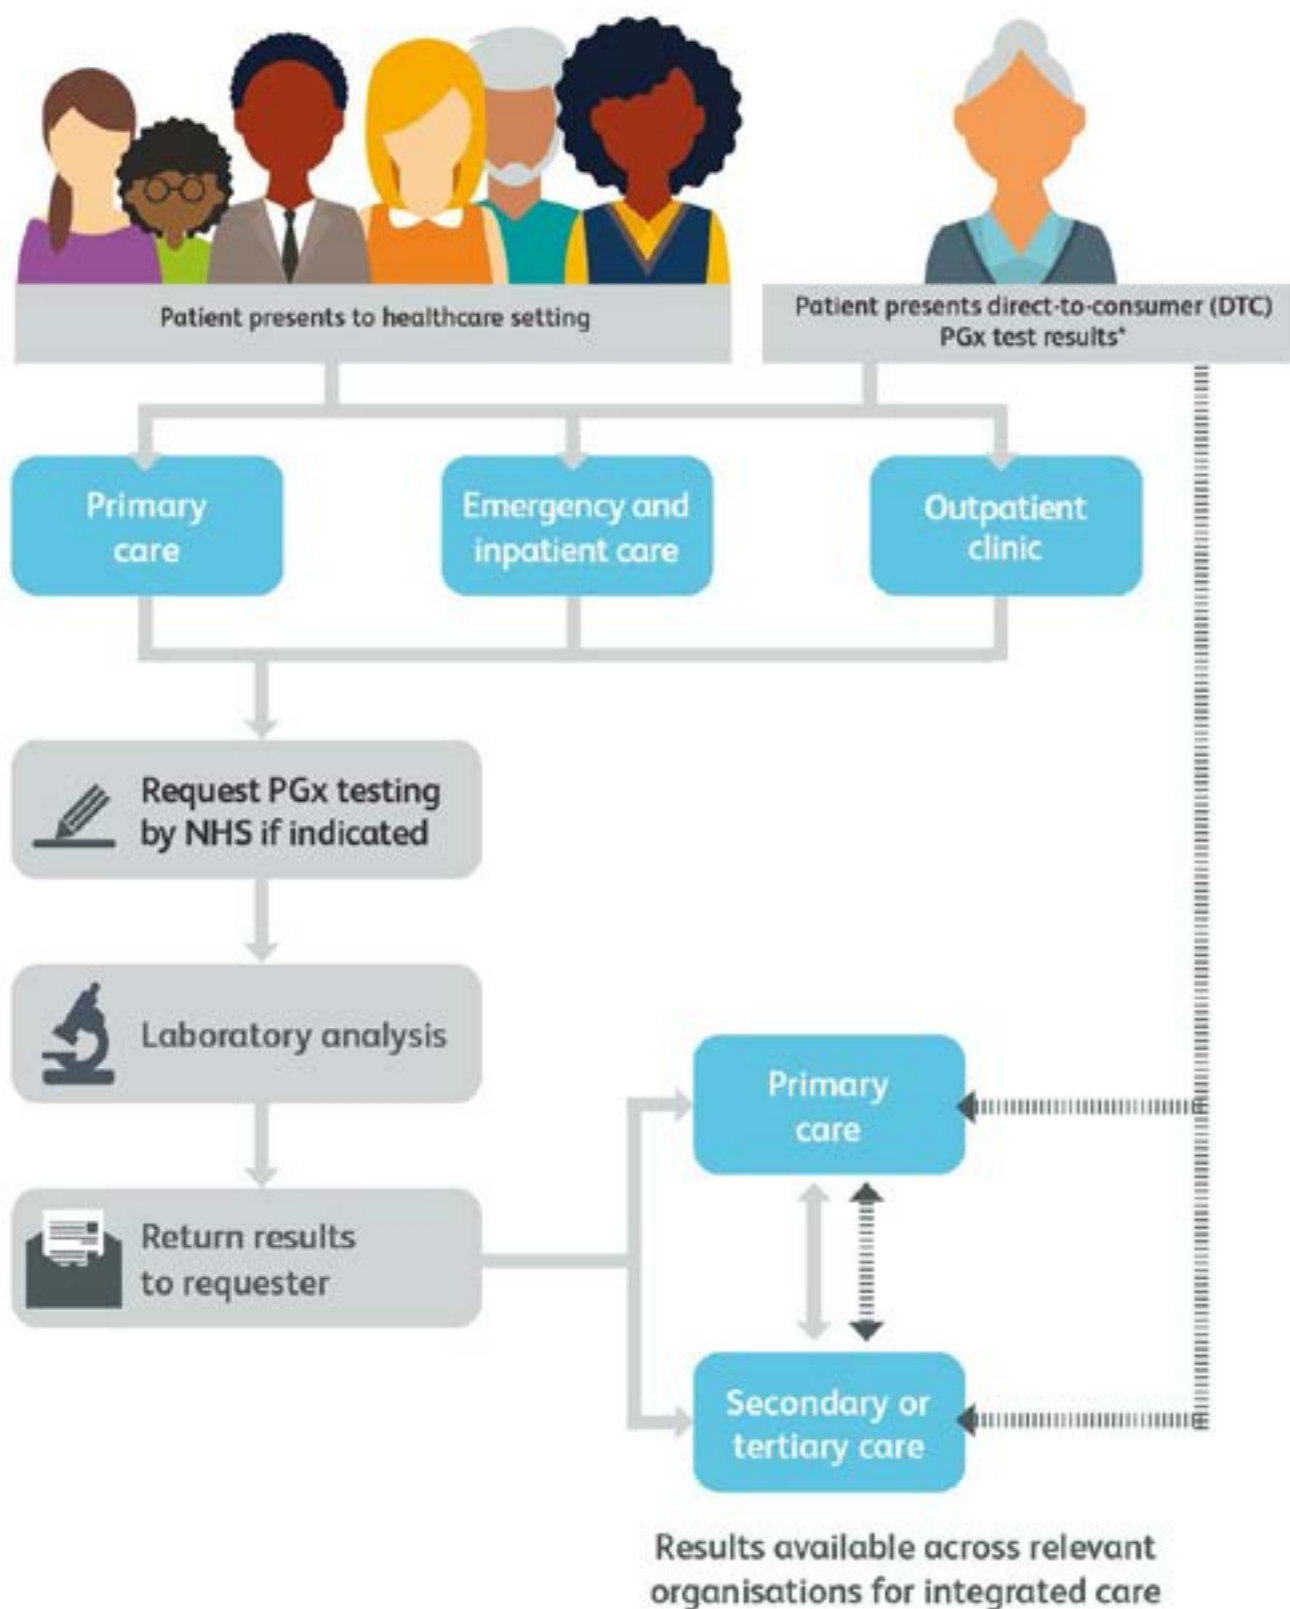 Patient presents to healthcare setting
Patient presents direct-to-consumer (DTC)
PGx test results*
Primary
care
Emergency and
inpatient care
Outpatient
clinic
Request PGx testing
by NHS if indicated
Laboratory analysis
Return results
to requester
Primary
care
Secondary or
tertiary care
Results available across relevant
organisations for integrated care